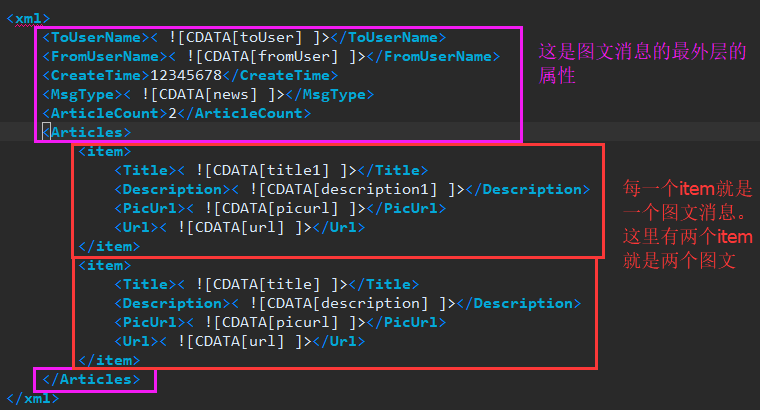 <xml>
<ToUserName>< ![CDATA[toUser] ]></ToUserName>
<FromUserName>< ![CDATA[fromUser] ]></FromUserName>
<CreateTime>12345678</CreateTime>
<MsgType>< ![CDATA[news] ]></MsgType>
<ArticleCount>2</ArticleCount>
<Articles>
这是图文消息的最外层的
属性
<item>
<Title>< ![CDATA[title1] ]></Title>
<Description>< ![CDATA[description1] ]></Description>
<PicUrl>< ![CDATA[picurl] ]></PicUrl>
<Url>< ![CDATA[url] ]></Url>
</item>
每一个item就是
一个图文消息。
这里有两个item
就是两个图文
<item>
<Title>< ![CDATA[title] ]></Title>
<Description>< ![CDATA[description] ]></Description>
<PicUrl>< ![CDATA[picurl] ]></PicUrl>
<Url>< ![CDATA[url] ]></Url>
</item>
</Articles>
</xml>